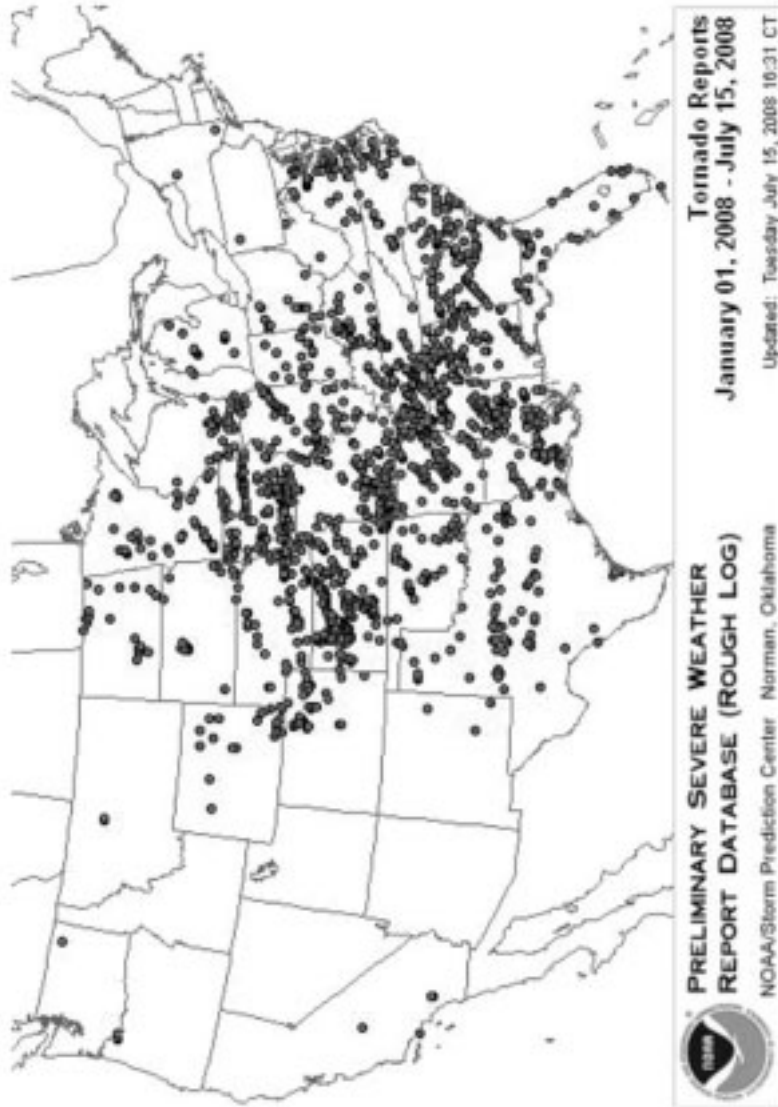 PRELIMINARY SEVERE WEATHER
REPORT DATABASE (ROUGH LOG)
NOAA/Storm Prediction Center Norman, Oklahoma
Tornado Reports
January 01, 2008 - July 15, 2008
Updated: Tuesday July 15, 2008 16:31 CT
NOAA